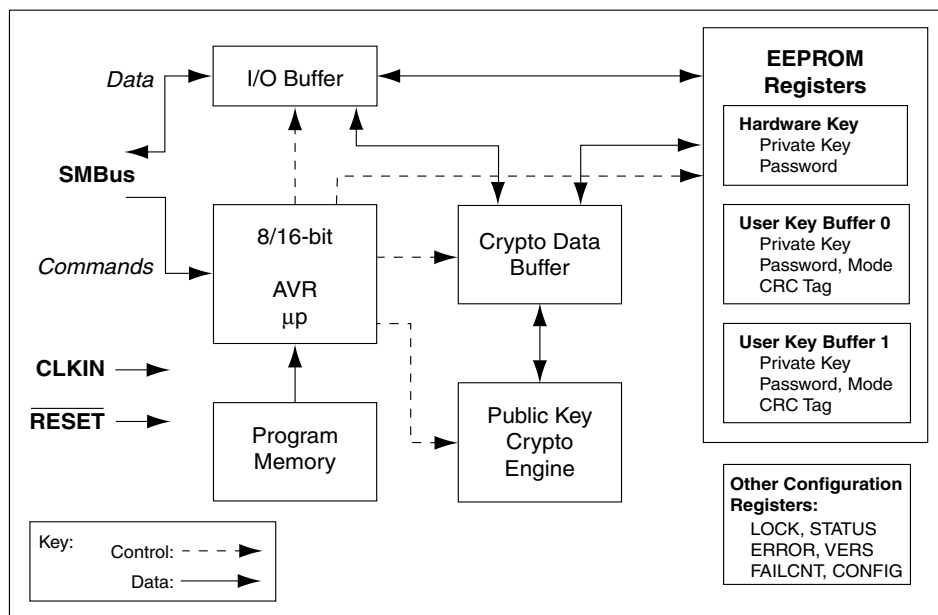 Data
I/O Buffer
SMBus
Commands
8/16-bit
AVR
µp
CLKIN
RESET
Program
Memory
Crypto Data
Buffer
Public Key
Crypto
Engine
EEPROM
Registers
Hardware Key
Private Key
Password
User Key Buffer 0
Private Key
Password, Mode
CRC Tag
User Key Buffer 1
Private Key
Password, Mode
CRC Tag
Other Configuration
Registers:
LOCK, STATUS
ERROR, VERS
FAILCNT, CONFIG
Key:
Control:
Data: